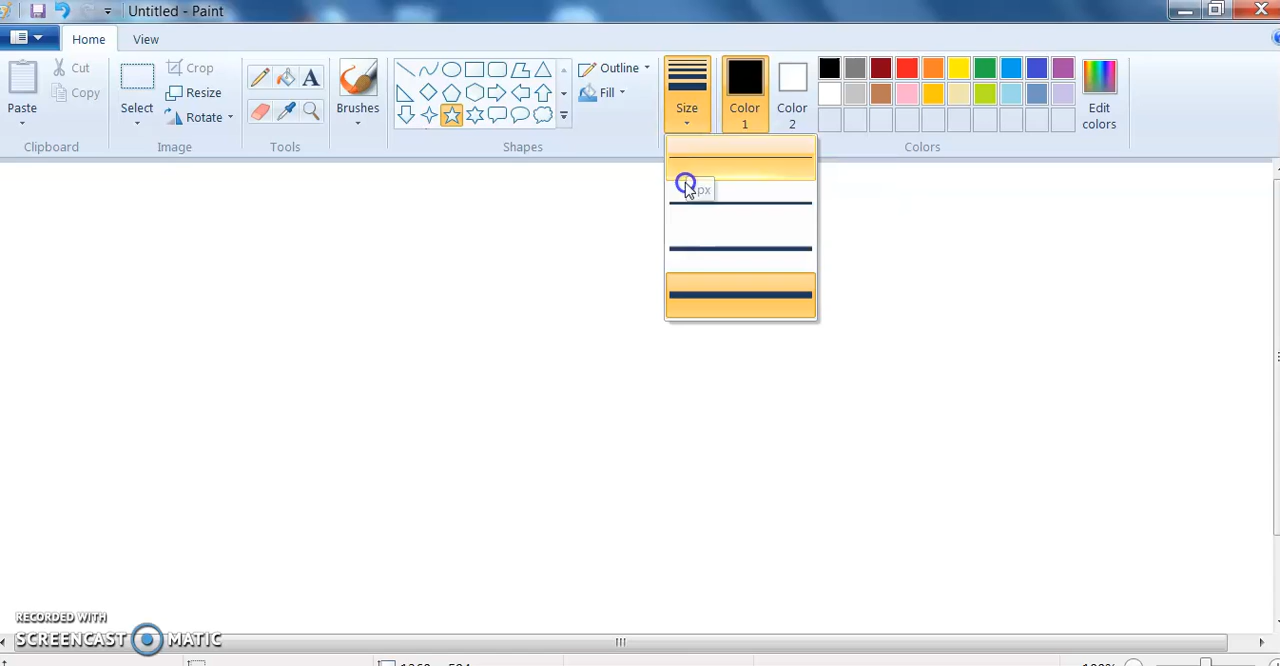 Untitled - Paint
Home View
Paste
Cut
Copy
Clipboard
Select
Crop
Resize
Rotate
Image
A
Tools
Brushes
Shapes
Outline
Fill
Size
Color 1
Color 2
Edit colors
Colors
px
RECORDED WITH
SCREENCAST MATIC